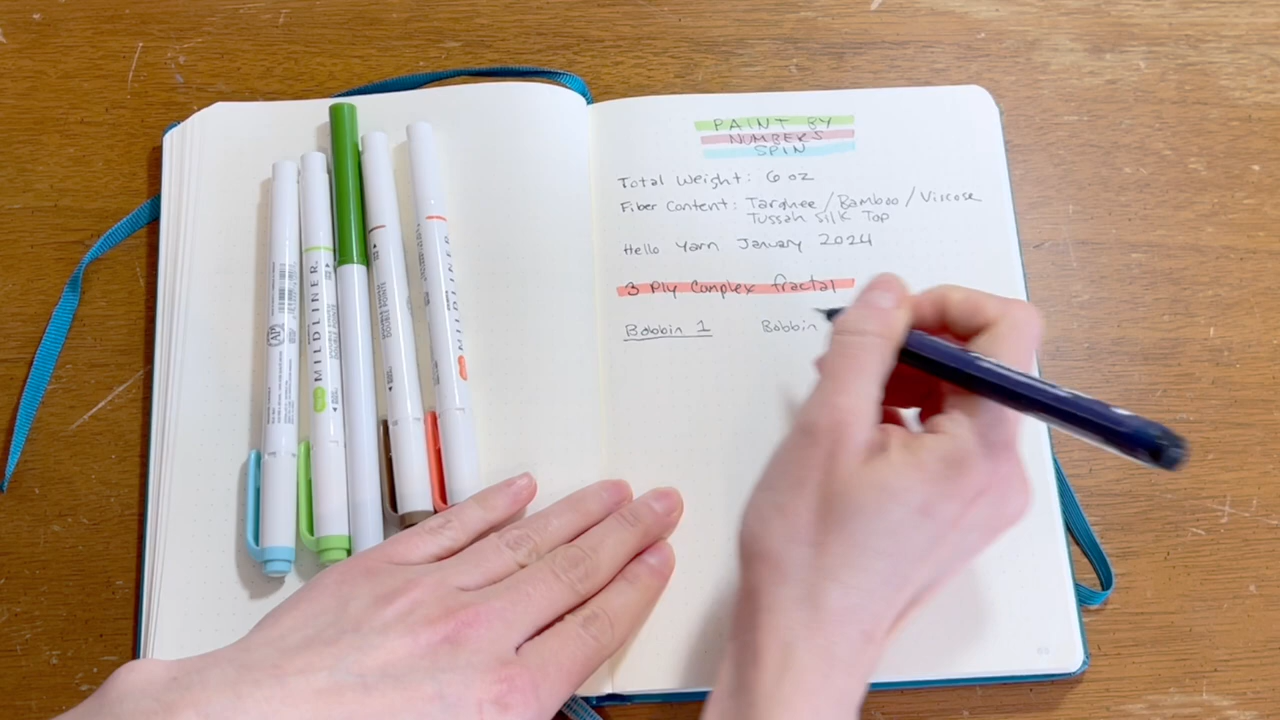 MILDLINER
MILDLINER
PAINT BY
NUMBERS
SPIN
Total Weight: 6 oz
Fiber Content: Targhee / Bamboo / Viscose
Tussah Silk Top
Hello Yarn January 2024
3 Ply Complex fractal
Bobbin 1 Bobbin